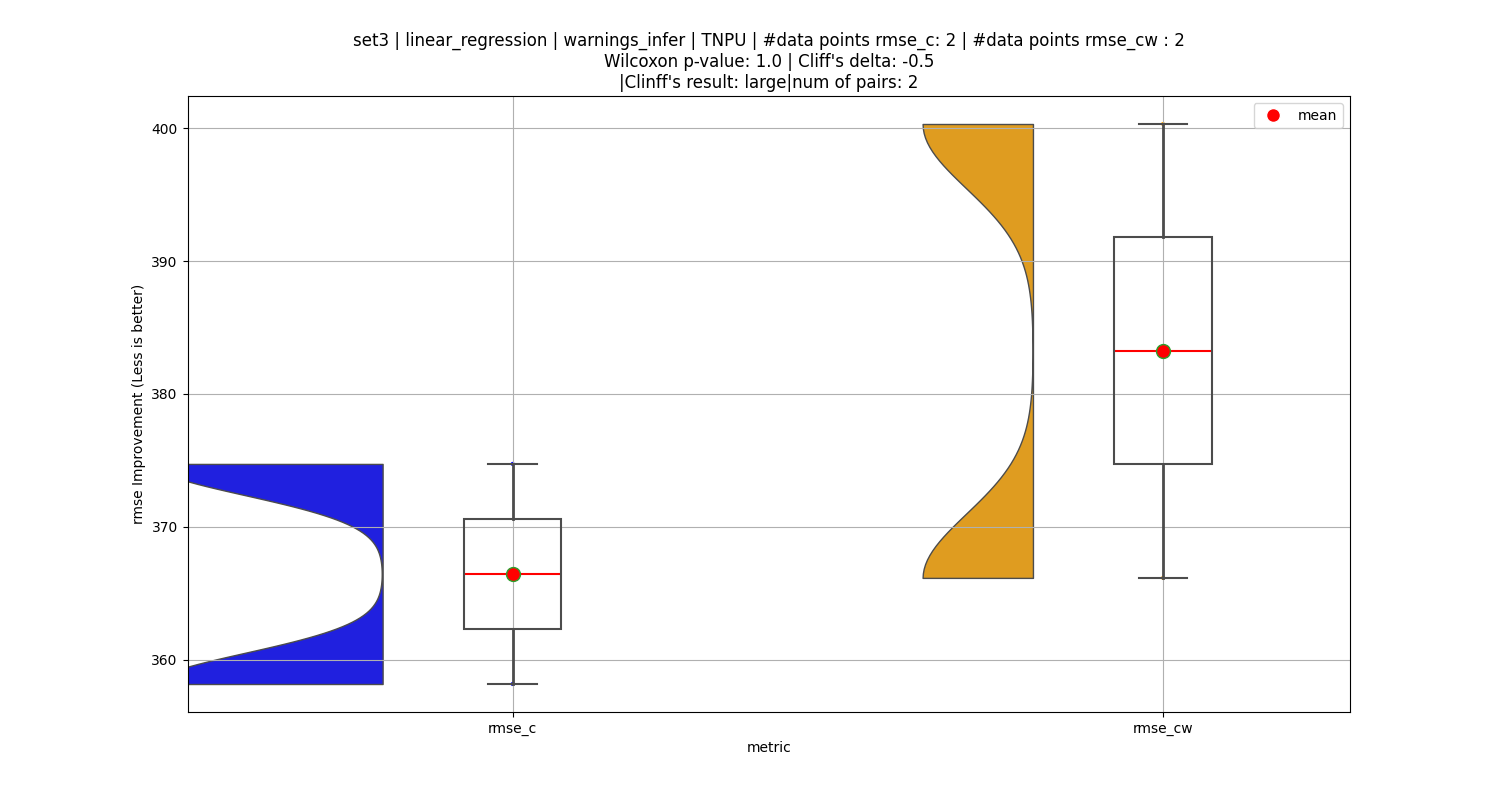 set3 | linear_regression | warnings_infer | TNPU | #data points rmse_c: 2 | #data points rmse_cw : 2
Wilcoxon p-value: 1.0 | Cliff's delta: -0.5
|Clinff's result: large|num of pairs: 2
mean
400
390
380
370
360
rmse Improvement (Less is better)
rmse_c
rmse_cw
metric